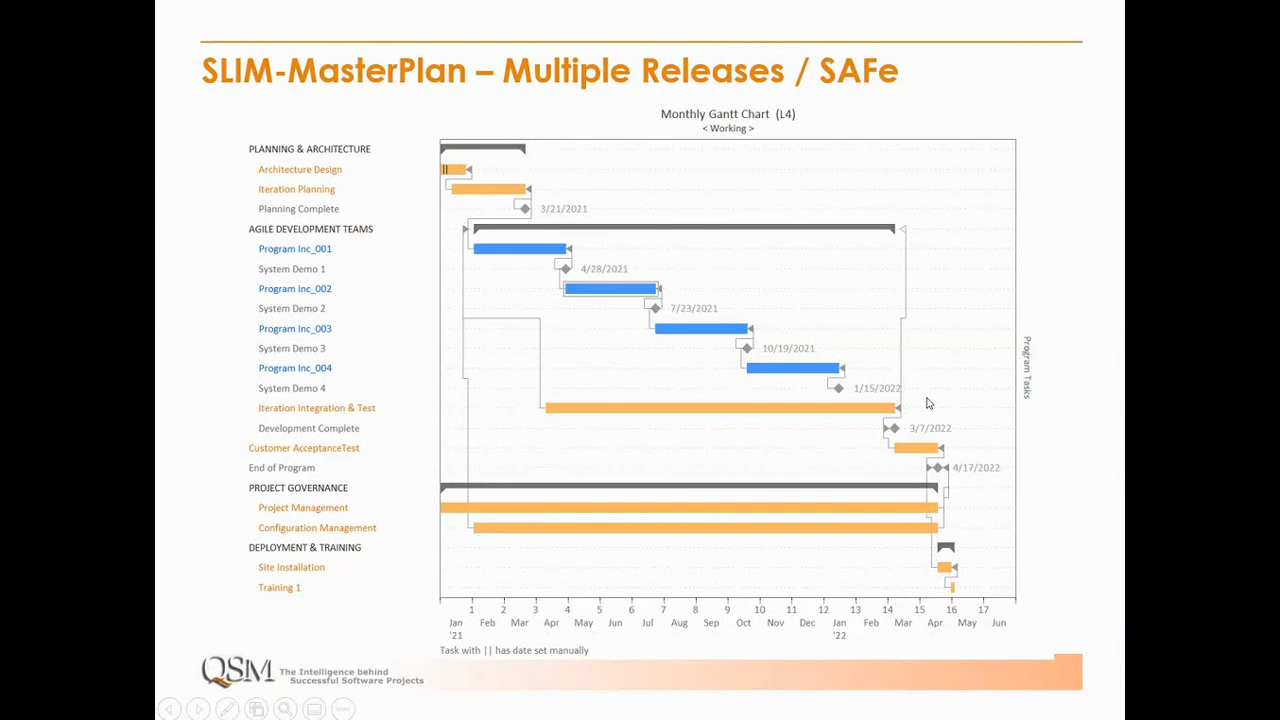 SLIM-MasterPlan – Multiple Releases / SAFe
Monthly Gantt Chart (L4)
< Working >
PLANNING & ARCHITECTURE
Architecture Design
Iteration Planning
Planning Complete 3/21/2021
AGILE DEVELOPMENT TEAMS
Program Inc_001
System Demo 1 4/28/2021
Program Inc_002
System Demo 2 7/23/2021
Program Inc_003
System Demo 3 10/19/2021
Program Inc_004
System Demo 4 1/15/2022
Iteration Integration & Test
Development Complete 3/7/2022
Customer AcceptanceTest
End of Program 4/17/2022
PROJECT GOVERNANCE
Project Management
Configuration Management
DEPLOYMENT & TRAINING
Site Installation
Training 1
Program Tasks
1 2 3 4 5 6 7 8 9 10 11 12 13 14 15 16 17
Jan Feb Mar Apr May Jun Jul Aug Sep Oct Nov Dec Jan Feb Mar Apr May Jun
'21 '22
Task with || has date set manually
QSM The Intelligence behind
Successful Software Projects